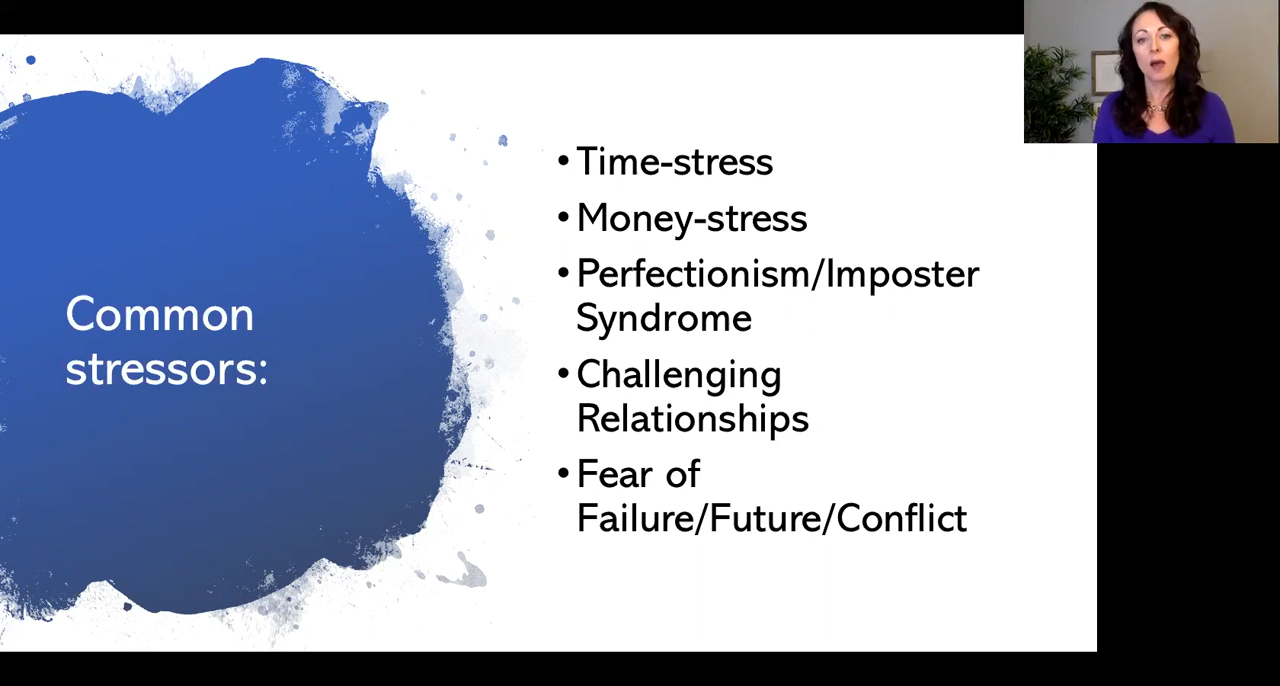 Common
stressors:
• Time-stress
• Money-stress
• Perfectionism/Imposter
Syndrome
• Challenging
Relationships
• Fear of
Failure/Future/Conflict